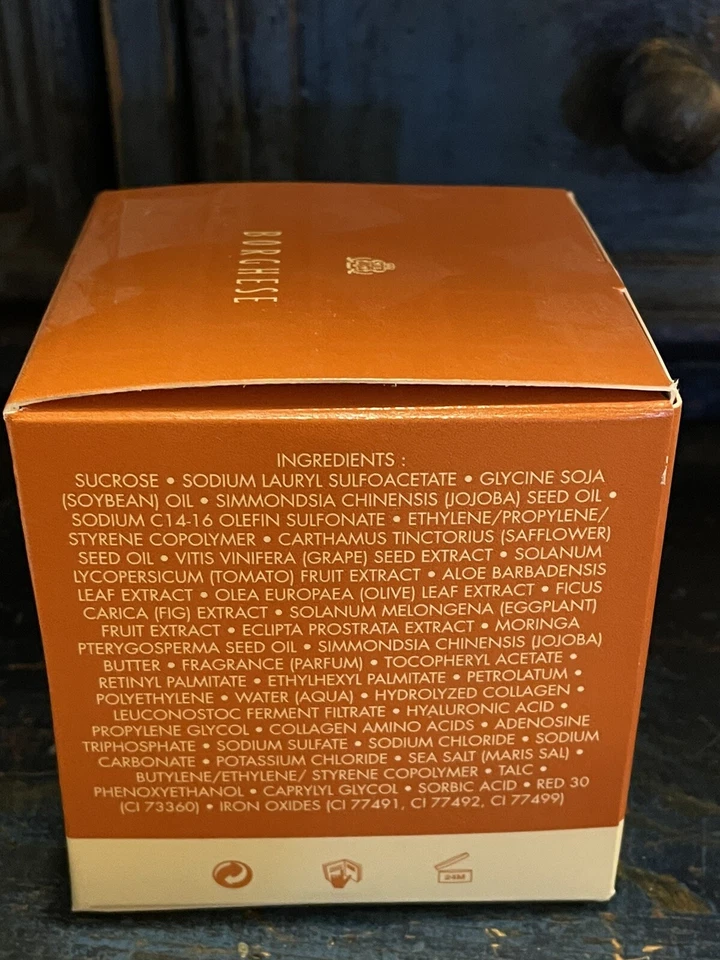 BORGHESE
INGREDIENTS :
SUCROSE • SODIUM LAURYL SULFOACETATE • GLYCINE SOJA
(SOYBEAN) OIL • SIMMONDSIA CHINENSIS (JOJOBA) SEED OIL •
SODIUM C14-16 OLEFIN SULFONATE • ETHYLENE/PROPYLENE/
STYRENE COPOLYMER • CARTHAMUS TINCTORIUS (SAFFLOWER)
SEED OIL • VITIS VINIFERA (GRAPE) SEED EXTRACT • SOLANUM
LYCOPERSICUM (TOMATO) FRUIT EXTRACT • ALOE BARBADENSIS
LEAF EXTRACT • OLEA EUROPAEA (OLIVE) LEAF EXTRACT • FICUS
CARICA (FIG) EXTRACT • SOLANUM MELONGENA (EGGPLANT)
FRUIT EXTRACT • ECLIPTA PROSTRATA EXTRACT • MORINGA
PTERYGOSPERMA SEED OIL • SIMMONDSIA CHINENSIS (JOJOBA)
BUTTER • FRAGRANCE (PARFUM) • TOCOPHERYL ACETATE •
RETINYL PALMITATE • ETHYLHEXYL PALMITATE • PETROLATUM •
POLYETHYLENE • WATER (AQUA) • HYDROLYZED COLLAGEN •
LEUCONOSTOC FERMENT FILTRATE • HYALURONIC ACID •
PROPYLENE GLYCOL • COLLAGEN AMINO ACIDS • ADENOSINE
TRIPHOSPHATE • SODIUM SULFATE • SODIUM CHLORIDE • SODIUM
CARBONATE • POTASSIUM CHLORIDE • SEA SALT (MARIS SAL) •
BUTYLENE/ETHYLENE/ STYRENE COPOLYMER • TALC •
PHENOXYETHANOL • CAPRYLYL GLYCOL • SORBIC ACID • RED 30
(CI 73360) • IRON OXIDES (CI 77491, CI 77492, CI 77499)
24M